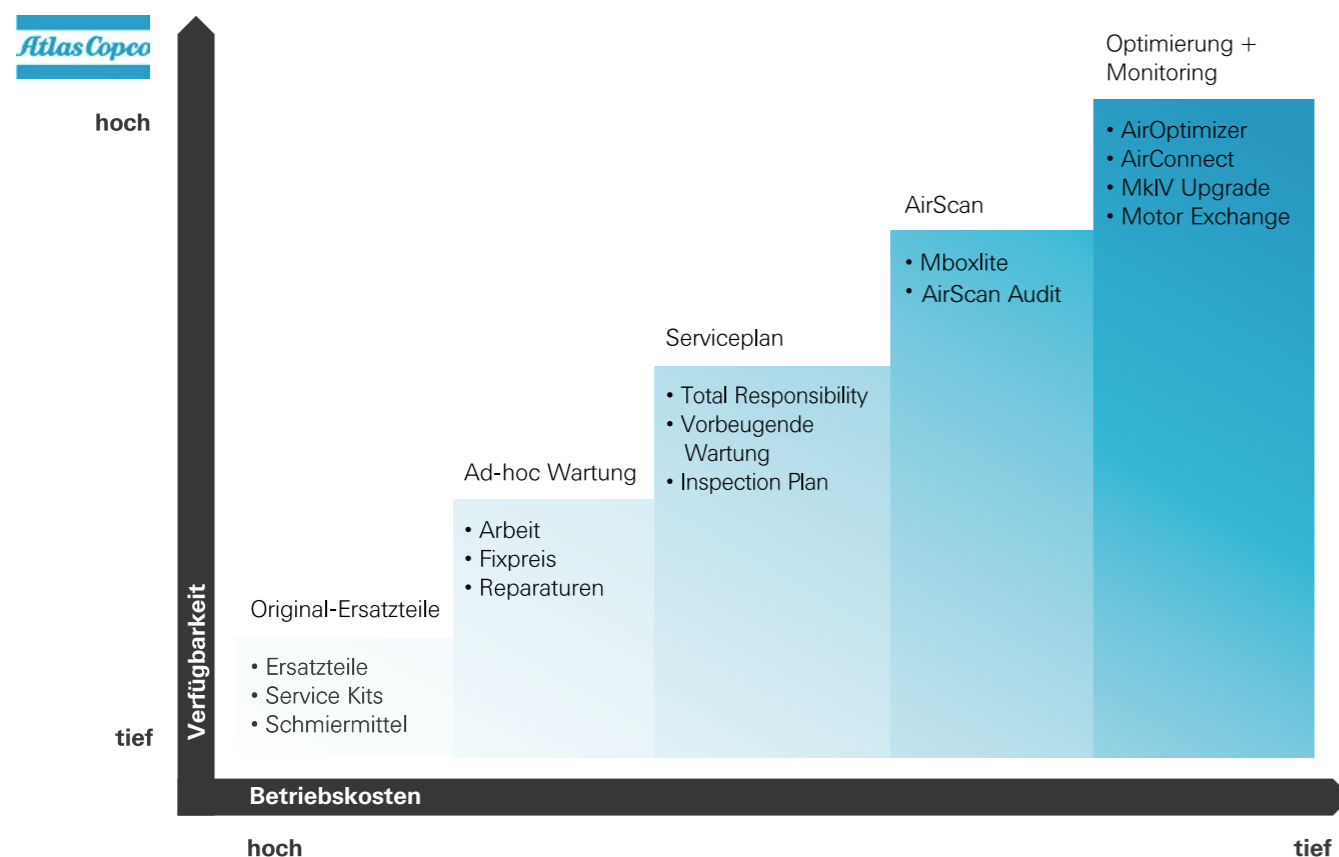 Atlas Copco
hoch
Verfügbarkeit
tief
Original-Ersatzteile
• Ersatzteile
• Service Kits
• Schmiermittel
Ad-hoc Wartung
• Arbeit
• Fixpreis
• Reparaturen
Serviceplan
• Total Responsibility
• Vorbeugende
Wartung
• Inspection Plan
AirScan
• Mboxlite
• AirScan Audit
Optimierung +
Monitoring
• AirOptimizer
• AirConnect
• MkIV Upgrade
• Motor Exchange
Betriebskosten
hoch
tief